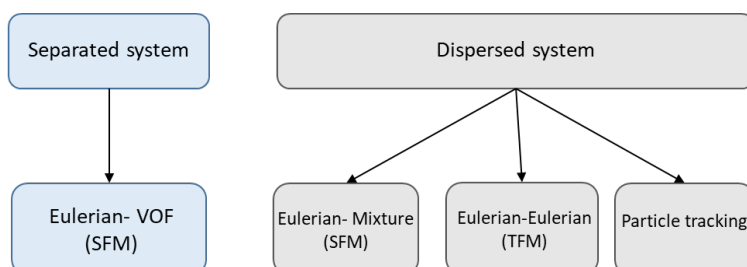 Separated system
Dispersed system
Eulerian- VOF
(SFM)
Eulerian- Mixture
(SFM)
Eulerian-Eulerian
(TFM)
Particle tracking